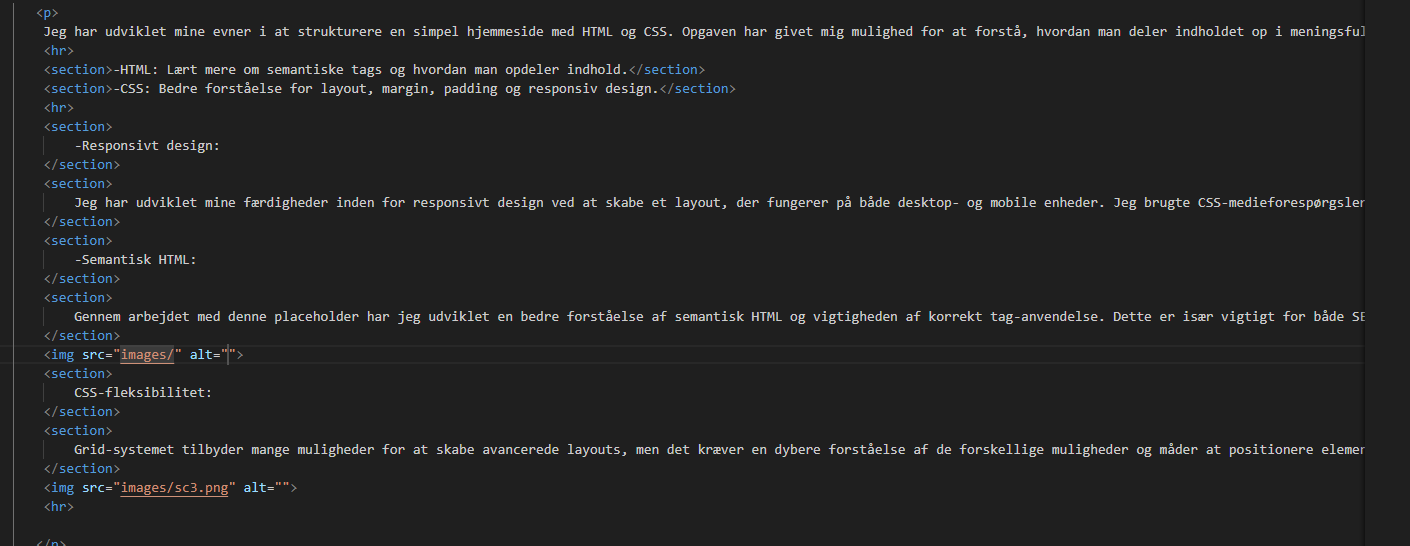 <p>
Jeg har udviklet mine evner i at strukturere en simpel hjemmeside med HTML og CSS. Opgaven har givet mig mulighed for at forstå, hvordan man deler indholdet op i meningsful
<hr>
<section>-HTML: Lært mere om semantiske tags og hvordan man opdeler indhold.</section>
<section>-CSS: Bedre forståelse for layout, margin, padding og responsiv design.</section>
<hr>
<section>
-Responsivt design:
</section>
<section>
Jeg har udviklet mine færdigheder inden for responsivt design ved at skabe et layout, der fungerer på både desktop- og mobile enheder. Jeg brugte CSS-medieforespørgsler
</section>
<section>
-Semantisk HTML:
</section>
<section>
Gennem arbejdet med denne placeholder har jeg udviklet en bedre forståelse af semantisk HTML og vigtigheden af korrekt tag-anvendelse. Dette er især vigtigt for både SE
</section>
<img src="images/" alt="">
<section>
CSS-fleksibilitet:
</section>
<section>
Grid-systemet tilbyder mange muligheder for at skabe avancerede layouts, men det kræver en dybere forståelse af de forskellige muligheder og måder at positionere elemen
</section>
<img src="images/sc3.png" alt="">
<hr>
</p>